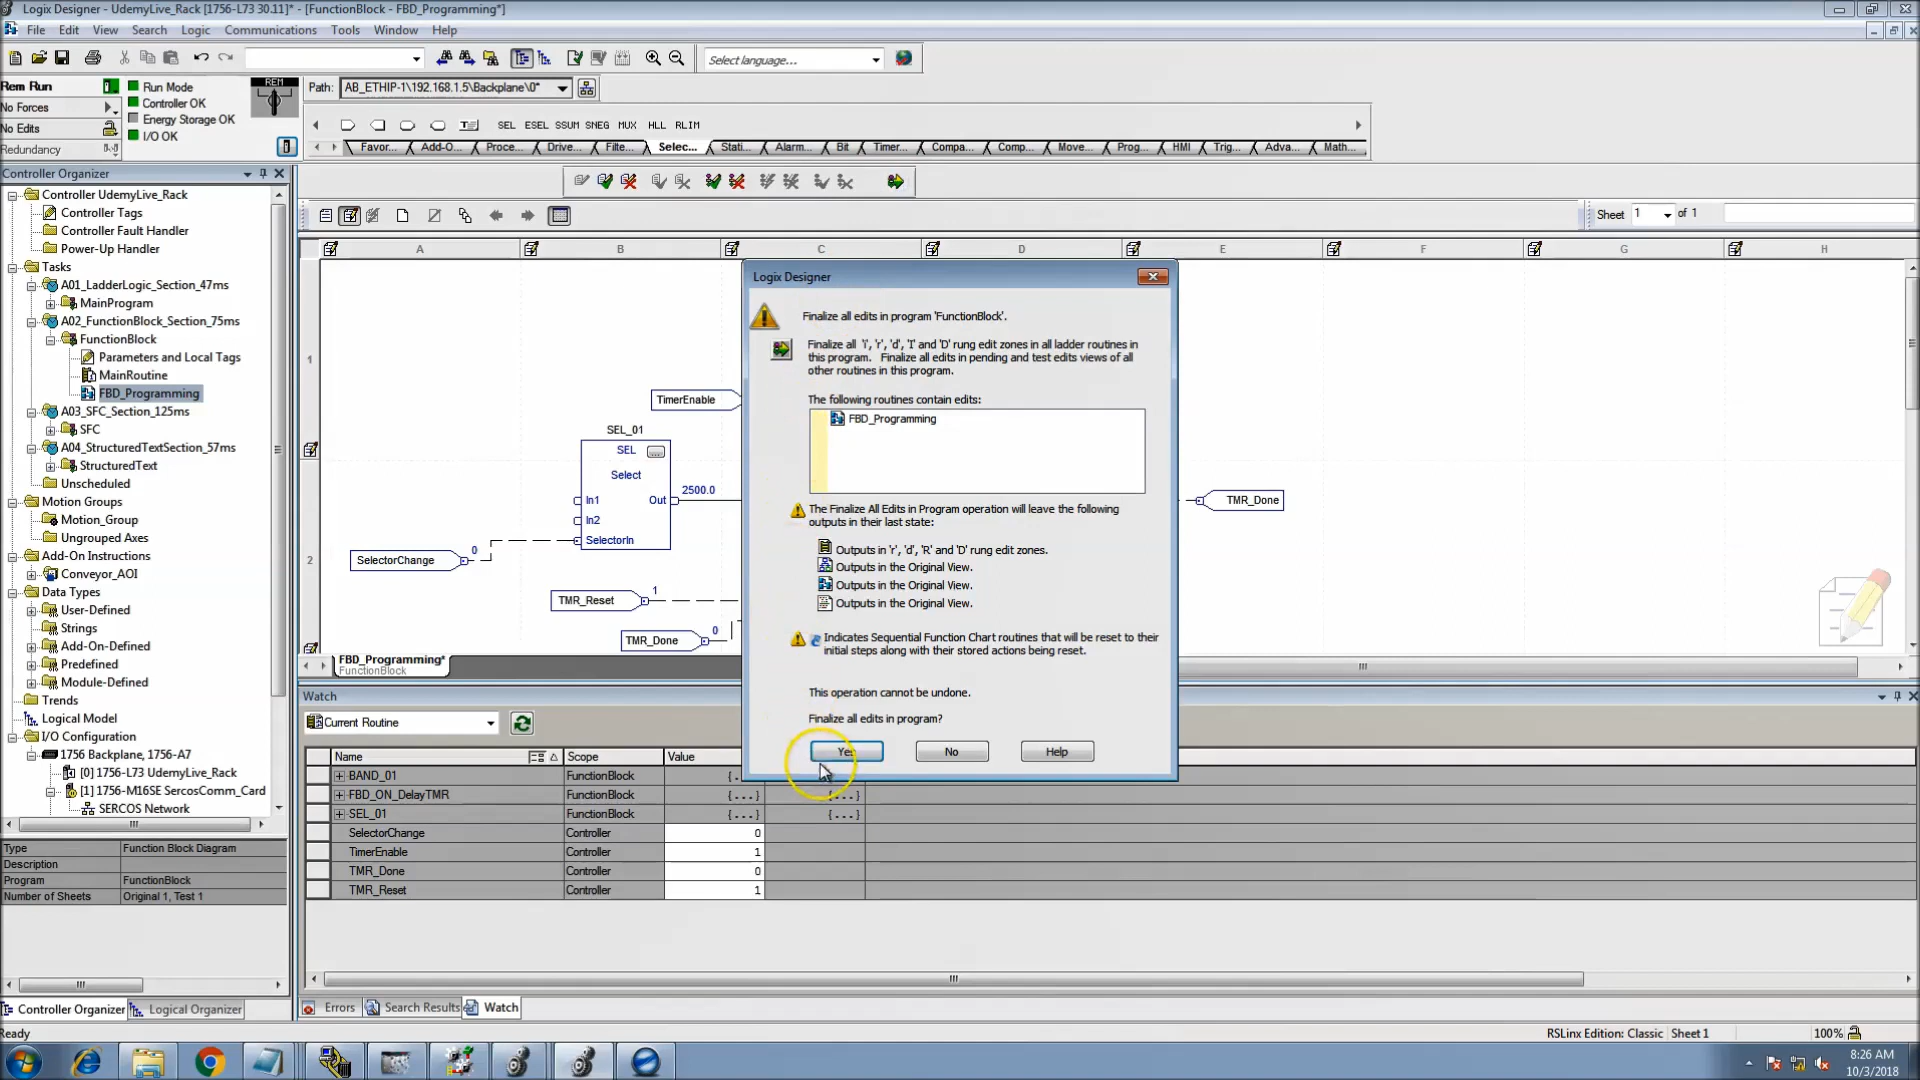 Logix Designer - UdemyLive_Rack [1756-L73 30.11]* - [FunctionBlock - FBD_Programming*]
File Edit View Search Logic Communications Tools Window Help
Select language...
Rem Run
No Forces
No Edits
Redundancy
Run Mode
Controller OK
Energy Storage OK
I/O OK
REM
Path: AB_ETHIP-1\192.168.1.5\Backplane\0*
SEL ESEL SSUM SNEG MUX HLL RLIM
Favor... Add-O... Proce... Drive... Filte... Selec... Stati... Alarm... Bit Timer... Compa... Comp... Move... Prog... HMI Trig... Adva... Math...
Controller Organizer
Controller UdemyLive_Rack
Controller Tags
Controller Fault Handler
Power-Up Handler
Tasks
A01_LadderLogic_Section_47ms
MainProgram
A02_FunctionBlock_Section_75ms
FunctionBlock
Parameters and Local Tags
MainRoutine
FBD_Programming
A03_SFC_Section_125ms
SFC
A04_StructuredTextSection_57ms
StructuredText
Unscheduled
Motion Groups
Motion_Group
Ungrouped Axes
Add-On Instructions
Conveyor_AOI
Data Types
User-Defined
Strings
Add-On-Defined
Predefined
Module-Defined
Trends
Logical Model
I/O Configuration
1756 Backplane, 1756-A7
[0] 1756-L73 UdemyLive_Rack
[1] 1756-M16SE SercosComm_Card
SERCOS Network
Type Function Block Diagram
Description
Program FunctionBlock
Number of Sheets Original 1, Test 1
Controller Organizer Logical Organizer
Ready
Sheet 1 of 1
A B C D E F G H
1
2
TimerEnable
SEL_01
SEL ...
Select
In1 Out 2500.0
In2
SelectorIn
SelectorChange 0
TMR_Reset 1
TMR_Done 0
TMR_Done
FBD_Programming*
FunctionBlock
Logix Designer
Finalize all edits in program 'FunctionBlock'.
Finalize all 'i', 'r', 'd', 'I' and 'D' rung edit zones in all ladder routines in
this program. Finalize all edits in pending and test edits views of all
other routines in this program.
The following routines contain edits:
FBD_Programming
The Finalize All Edits in Program operation will leave the following
outputs in their last state:
Outputs in 'r', 'd', 'R' and 'D' rung edit zones.
Outputs in the Original View.
Outputs in the Original View.
Outputs in the Original View.
Indicates Sequential Function Chart routines that will be reset to their
initial steps along with their stored actions being reset.
This operation cannot be undone.
Finalize all edits in program?
Yes No Help
Watch
Current Routine
Name Scope Value
BAND_01 FunctionBlock
FBD_ON_DelayTMR FunctionBlock {...} {...}
SEL_01 FunctionBlock {...} {...}
SelectorChange Controller 0
TimerEnable Controller 1
TMR_Done Controller 0
TMR_Reset Controller 1
Errors Search Results Watch
RSLinx Edition: Classic Sheet 1 100%
8:26 AM
10/3/2018